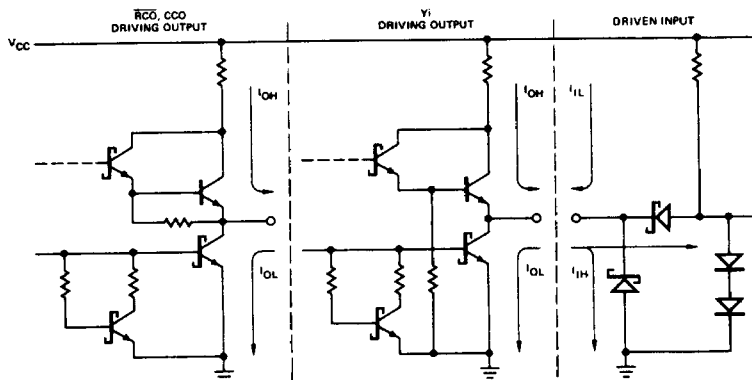 RCO, CCO
DRIVING OUTPUT
Yi
DRIVING OUTPUT
DRIVEN INPUT
VCC
IOH
IOH
IIL
IOL
IOL
IIH